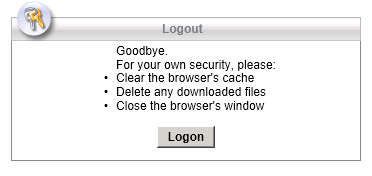 Logout
Goodbye.
For your own security, please:
• Clear the browser's cache
• Delete any downloaded files
• Close the browser's window
Logon